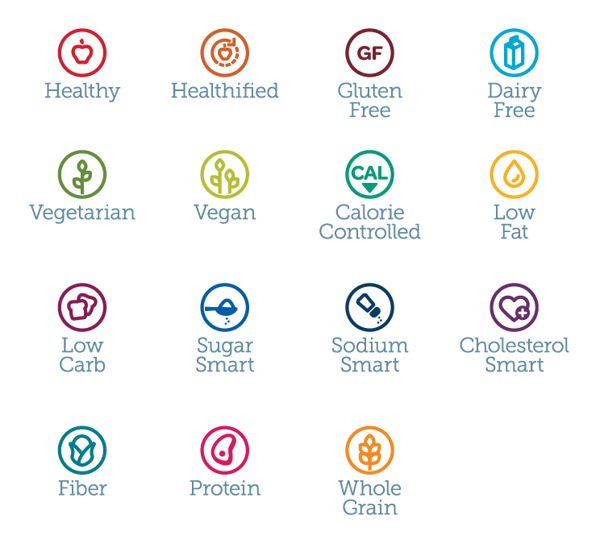 Healthy
Healthified
GF
Gluten
Free
Dairy
Free
Vegetarian
Vegan
CAL
Calorie
Controlled
Low
Fat
Low
Carb
Sugar
Smart
Sodium
Smart
Cholesterol
Smart
Fiber
Protein
Whole
Grain